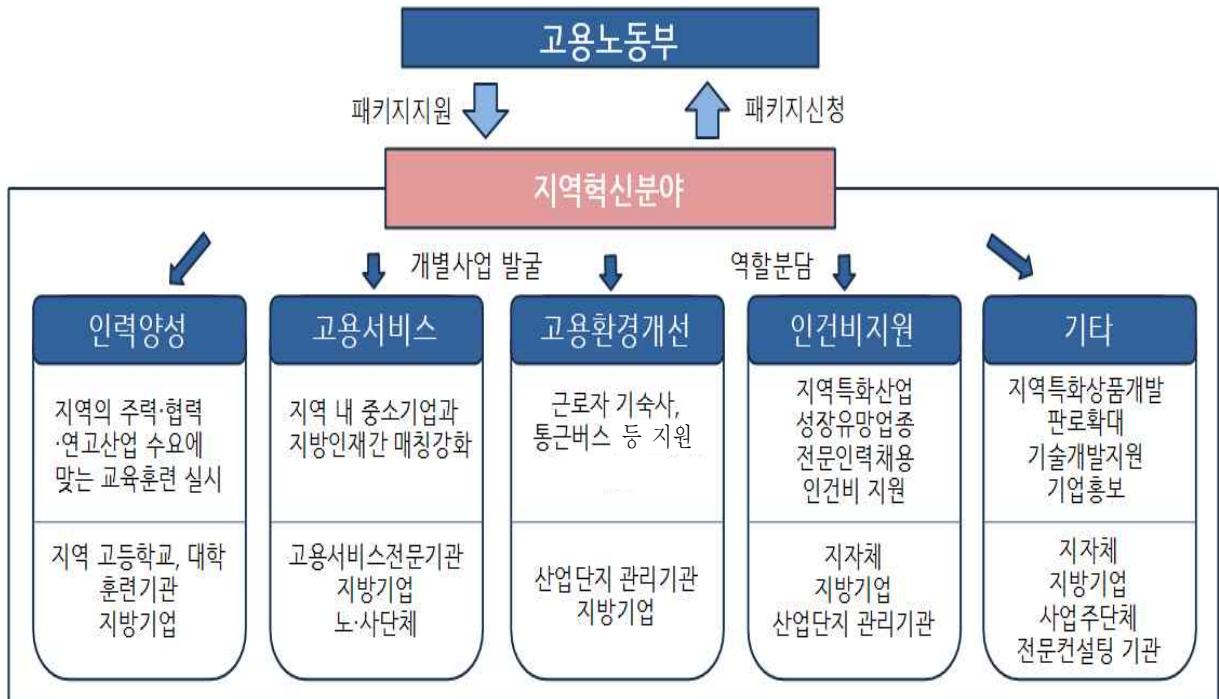 고용노동부
패키지지원
패키지신청
지역혁신분야
개별사업 발굴
역할분담
인력양성
지역의 주력·협력
·연고산업 수요에
맞는 교육훈련 실시
지역 고등학교, 대학
훈련기관
지방기업
고용서비스
지역 내 중소기업과
지방인재간 매칭강화
고용서비스전문기관
지방기업
노·사단체
고용환경개선
근로자 기숙사,
통근버스 등 지원
산업단지 관리기관
지방기업
인건비지원
지역특화산업
성장유망업종
전문인력채용
인건비 지원
지자체
지방기업
산업단지 관리기관
기타
지역특화상품개발
판로확대
기술개발지원
기업홍보
지자체
지방기업
사업주단체
전문컨설팅 기관